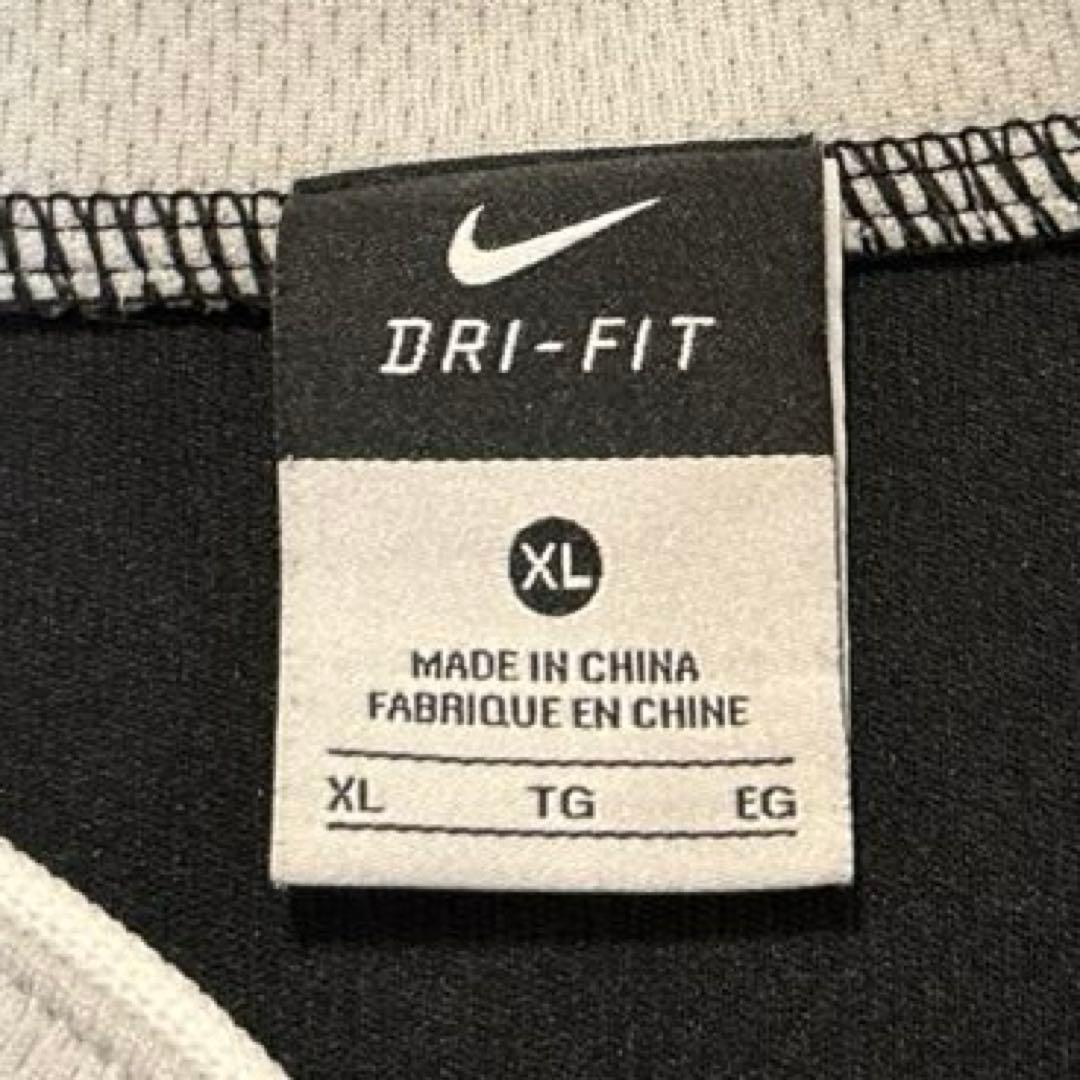 DRI-FIT
XL
MADE IN CHINA
FABRIQUE EN CHINE
XL TG EG